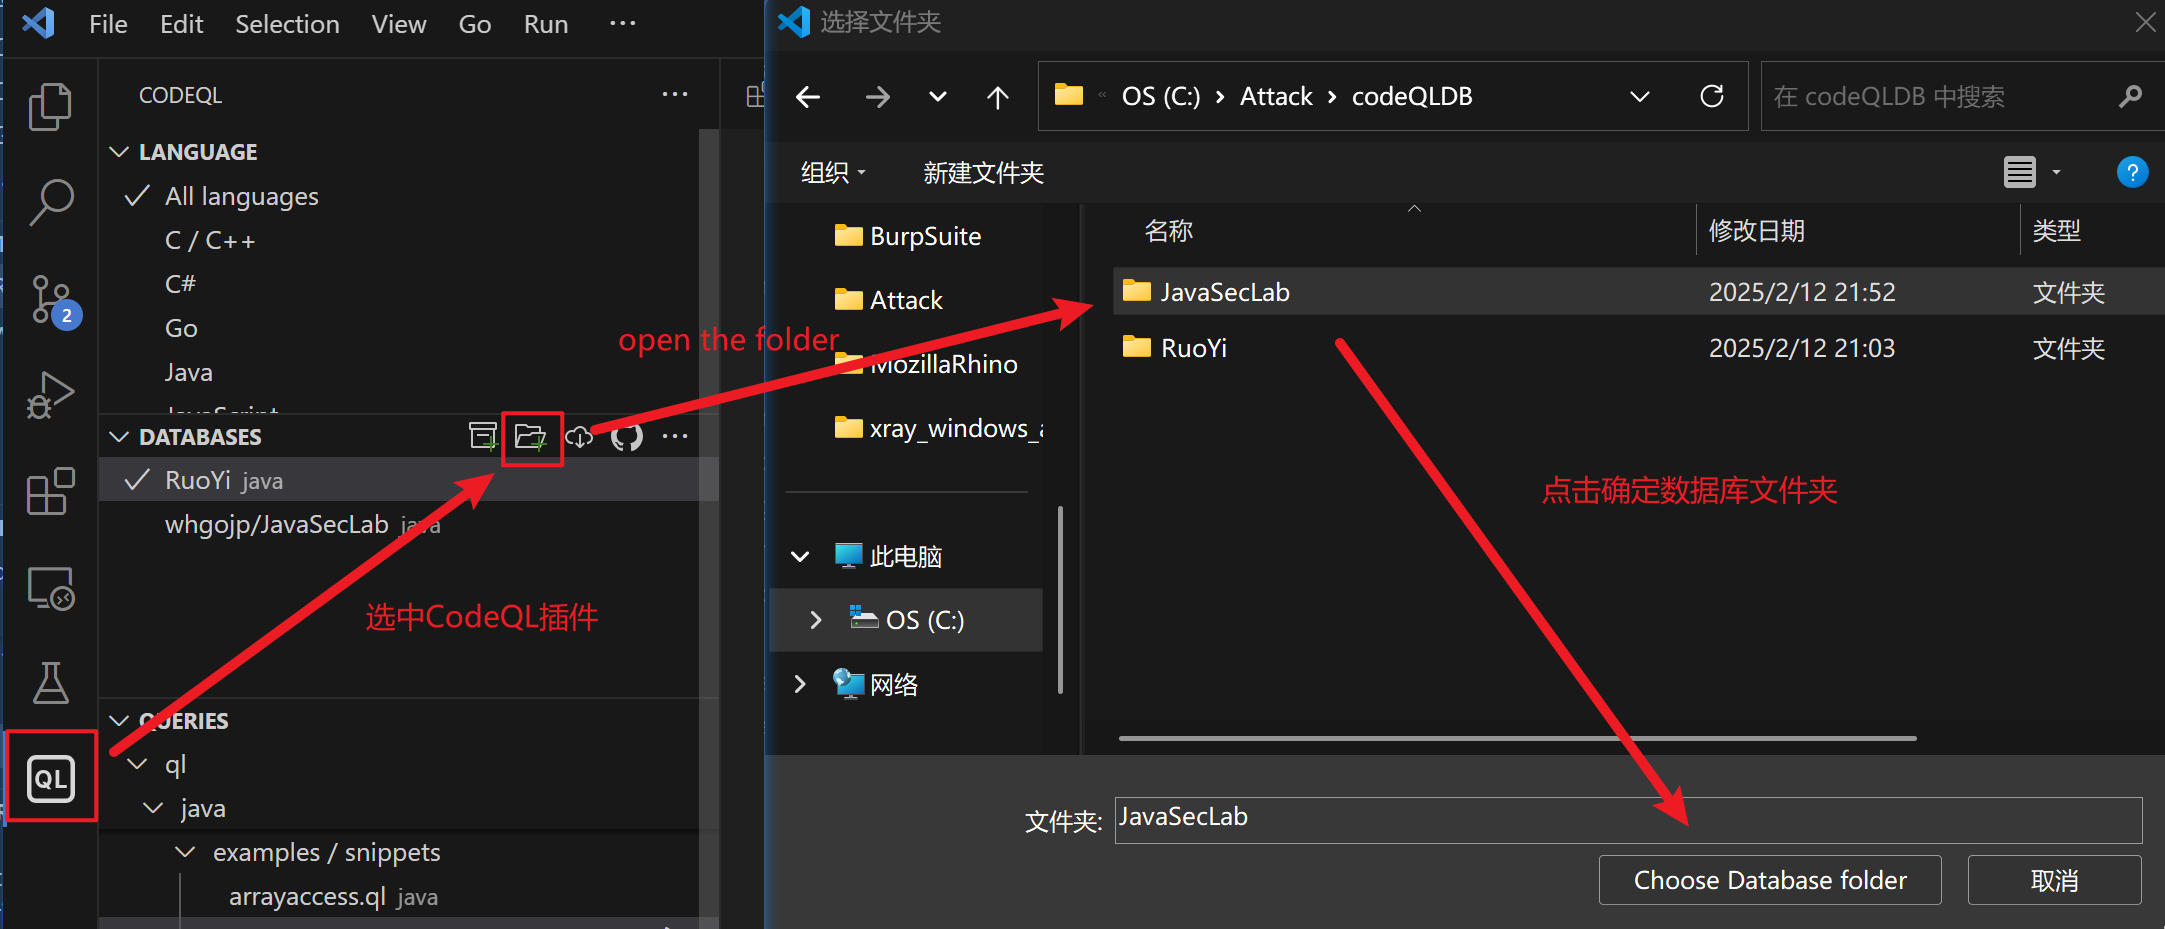 File Edit Selection View Go Run ···
CODEQL
LANGUAGE
All languages
C / C++
C#
Go
Java
JavaScript
DATABASES
RuoYi java
whgojp/JavaSecLab java
选中CodeQL插件
QUERIES
ql
java
examples / snippets
arrayaccess.ql java
2
QL
open the folder
选择文件夹
« OS (C:) › Attack › codeQLDB
在 codeQLDB 中搜索
组织
新建文件夹
?
BurpSuite
Attack
MozillaRhino
xray_windows_a
此电脑
OS (C:)
网络
名称 修改日期 类型
JavaSecLab 2025/2/12 21:52 文件夹
RuoYi 2025/2/12 21:03 文件夹
点击确定数据库文件夹
文件夹: JavaSecLab
Choose Database folder 取消